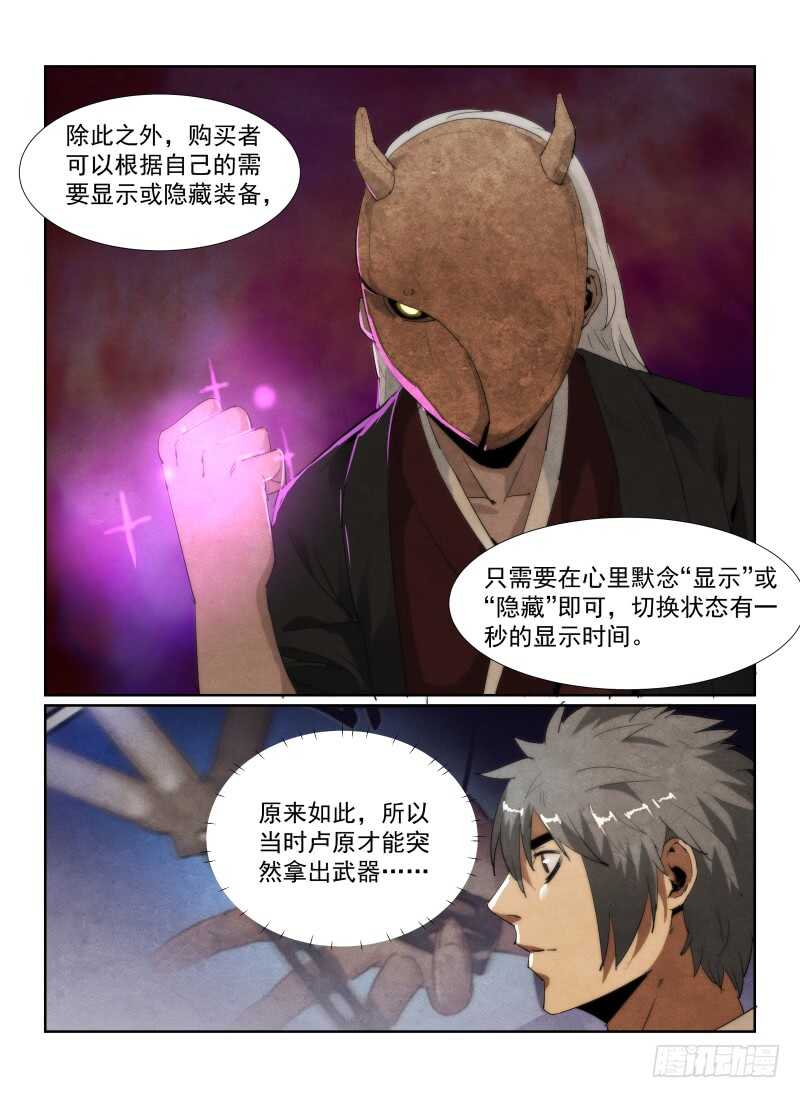 除此之外，购买者
可以根据自己的需
要显示或隐藏装备，
只需要在心里默念“显示”或
“隐藏”即可，切换状态有一
秒的显示时间。
原来如此，所以
当时卢原才能突
然拿出武器……
腾讯动漫